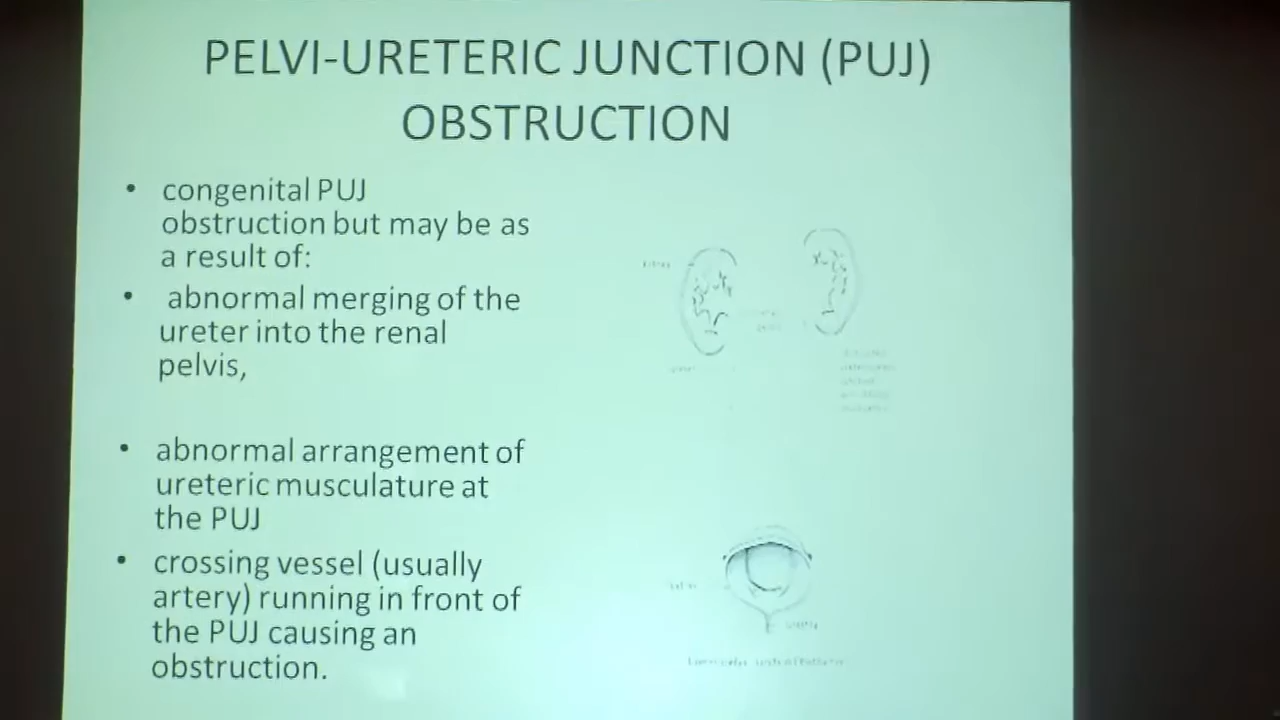 PELVI-URETERIC JUNCTION (PUJ)
OBSTRUCTION
• congenital PUJ
obstruction but may be as
a result of:
• abnormal merging of the
ureter into the renal
pelvis,
• abnormal arrangement of
ureteric musculature at
the PUJ
• crossing vessel (usually
artery) running in front of
the PUJ causing an
obstruction.